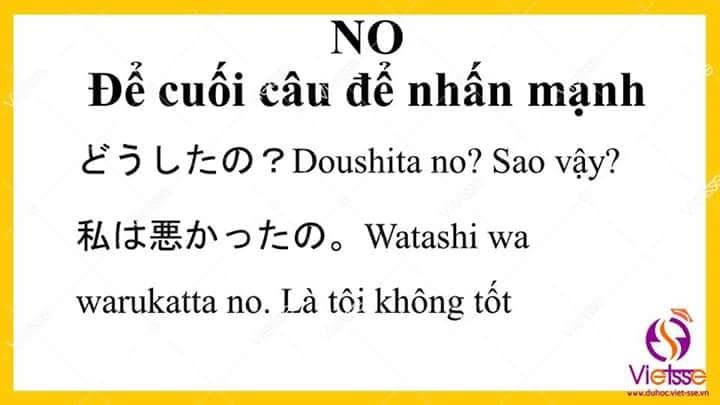 NO
Để cuối câu để nhấn mạnh
どうしたの？Doushita no? Sao vậy?
私は悪かったの。Watashi wa
warukatta no. Là tôi không tốt
Vietsse
www.duhoc.viet-sse.vn